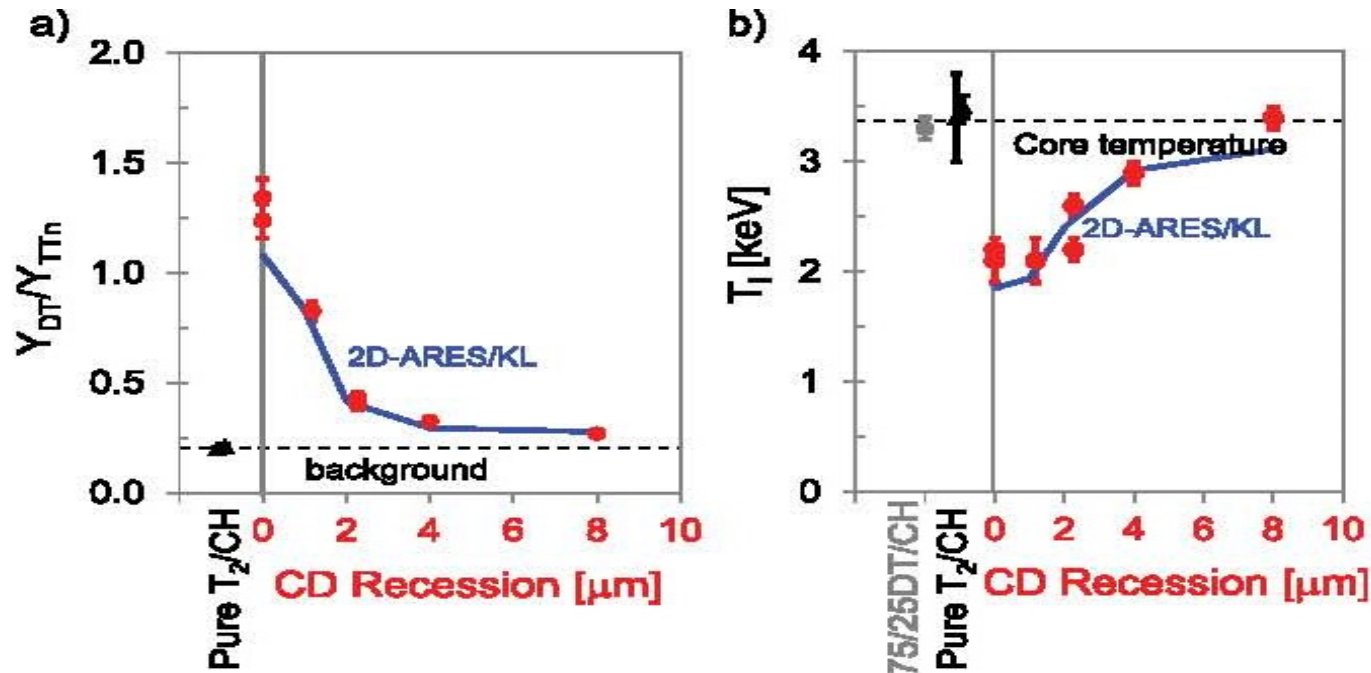 a)
2.0
1.5
1.0
0.5
0.0
Y_DT/Y_TTn
2D-ARES/KL
background
0 2 4 6 8 10
Pure T₂/CH
CD Recession [μm]
b)
4
3
2
1
0
T_I [keV]
Core temperature
2D-ARES/KL
0 2 4 6 8 10
75/25DT/CH
Pure T₂/CH
CD Recession [μm]